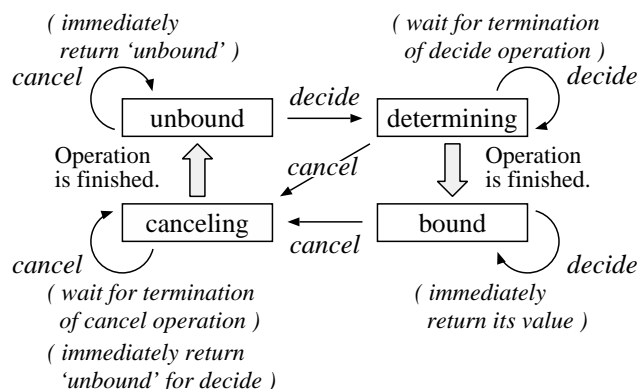 ( immediately
return ‘unbound’ )
cancel
( wait for termination
of decide operation )
decide
unbound
decide
determining
Operation
is finished.
cancel
Operation
is finished.
canceling
cancel
bound
cancel
( wait for termination
of cancel operation )
( immediately return
‘unbound’ for decide )
decide
( immediately
return its value )